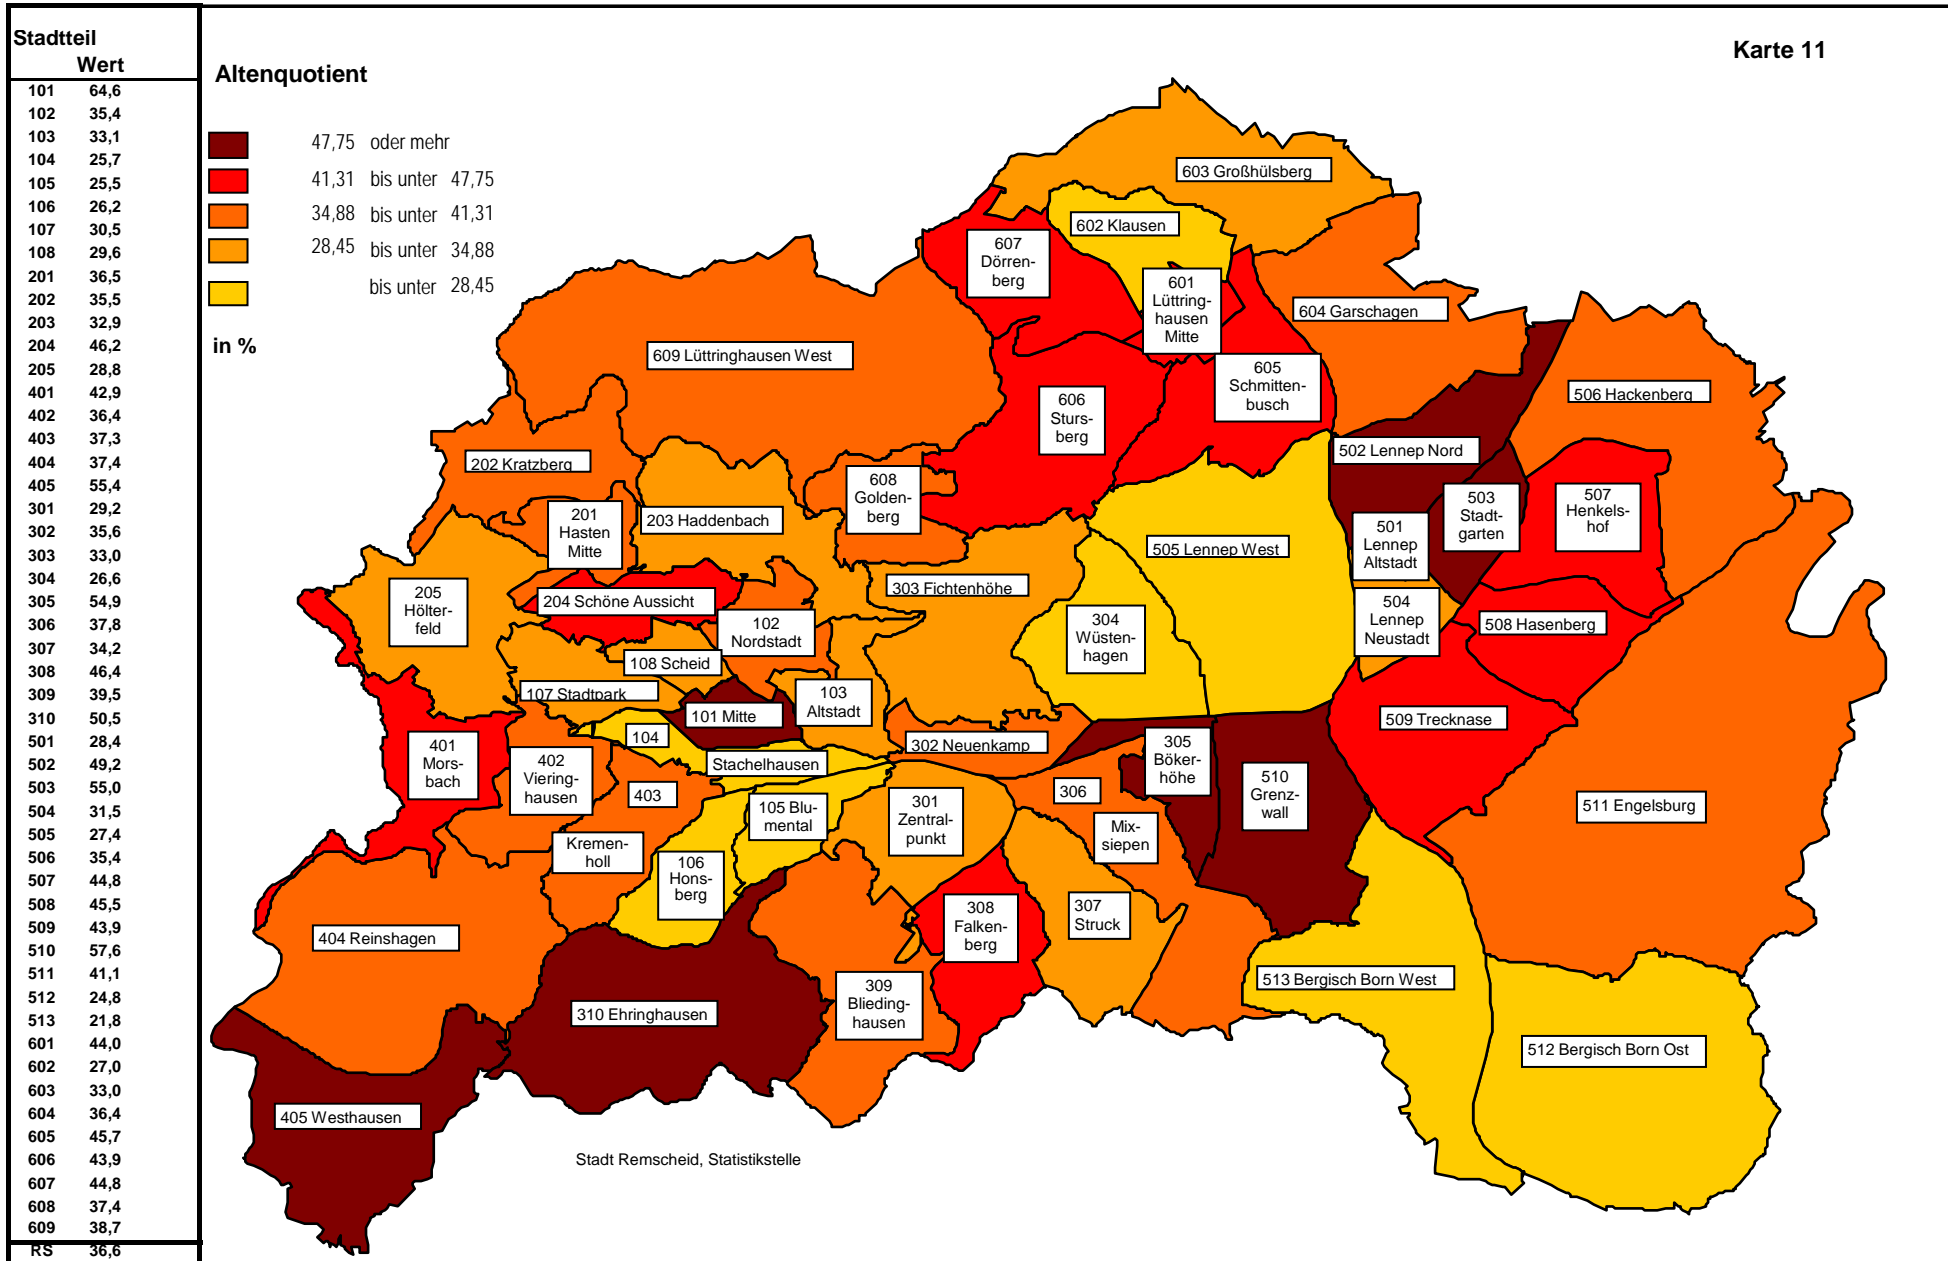 Stadtteil
Wert
101 64,6
102 35,4
103 33,1
104 25,7
105 25,5
106 26,2
107 30,5
108 29,6
201 36,5
202 35,5
203 32,9
204 46,2
205 28,8
401 42,9
402 36,4
403 37,3
404 37,4
405 55,4
301 29,2
302 35,6
303 33,0
304 26,6
305 54,9
306 37,8
307 34,2
308 46,4
309 39,5
310 50,5
501 28,4
502 49,2
503 55,0
504 31,5
505 27,4
506 35,4
507 44,8
508 45,5
509 43,9
510 57,6
511 41,1
512 24,8
513 21,8
601 44,0
602 27,0
603 33,0
604 36,4
605 45,7
606 43,9
607 44,8
608 37,4
609 38,7
RS 36,6
Karte 11
Altenquotient
47,75 oder mehr
41,31 bis unter 47,75
34,88 bis unter 41,31
28,45 bis unter 34,88
bis unter 28,45
in %
603 Großhülsberg
602 Klausen
607
Dörren-
berg
601
Lüttring-
hausen
Mitte
604 Garschagen
609 Lüttringhausen West
605
Schmitten-
busch
606
Sturs-
berg
506 Hackenberg
502 Lennep Nord
202 Kratzberg
608
Golden-
berg
503
Stadt-
garten
507
Henkels-
hof
201
Hasten
Mitte
203 Haddenbach
501
Lennep
Altstadt
505 Lennep West
205
Hölter-
feld
204 Schöne Aussicht
303 Fichtenhöhe
504
Lennep
Neustadt
508 Hasenberg
102
Nordstadt
304
Wüsten-
hagen
108 Scheid
107 Stadtpark
103
Altstadt
101 Mitte
509 Trecknase
104
Stachelhausen
302 Neuenkamp
305
Böker-
höhe
401
Mors-
bach
402
Viering-
hausen
403
Kremen-
holl
105 Blu-
mental
301
Zentral-
punkt
306
Mix-
siepen
510
Grenz-
wall
511 Engelsburg
106
Hons-
berg
308
Falken-
berg
307
Struck
404 Reinshagen
309
Blieding-
hausen
513 Bergisch Born West
310 Ehringhausen
512 Bergisch Born Ost
405 Westhausen
Stadt Remscheid, Statistikstelle